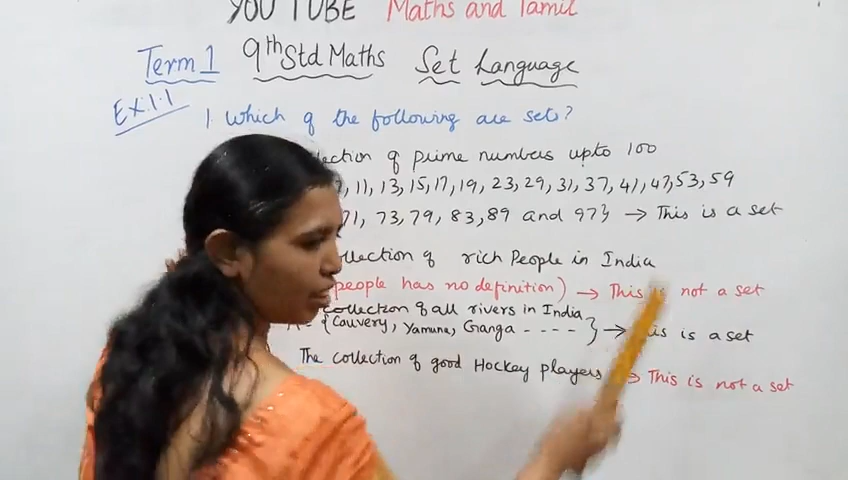 YOU TUBE Maths and Tamil
Term 1 9th Std Maths Set Language
Ex.1.1
1. Which of the following are sets?
of prime numbers upto 100
11, 13, 15, 17, 19, 23, 29, 31, 37, 41, 47, 53, 59
71, 73, 79, 83, 89 and 97} → This is a set
of rich People in India
people has no definition) → This is not a set
collection of all rivers in India
{Cauvery, Yamuna, Ganga - - - - } → is a set
The collection of good Hockey players → This is not a set